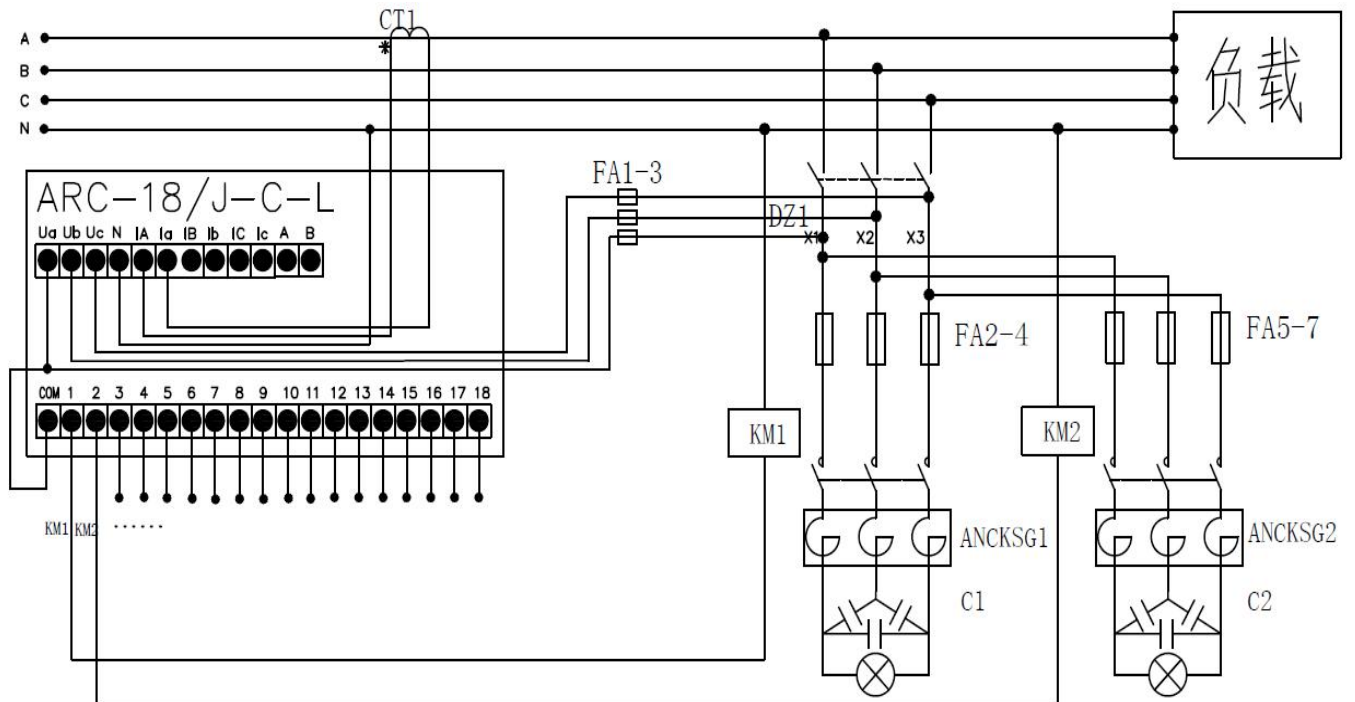 CT1
*
A
B
C
N
负载
ARC-18/J-C-L
Ua Ub Uc N IA Ia IB Ib IC Ic A B
FA1-3
DZ1
X1 X2 X3
FA2-4
FA5-7
COM 1 2 3 4 5 6 7 8 9 10 11 12 13 14 15 16 17 18
KM1
KM2
KM1 KM2 ······
ANCKSG1
ANCKSG2
C1
C2